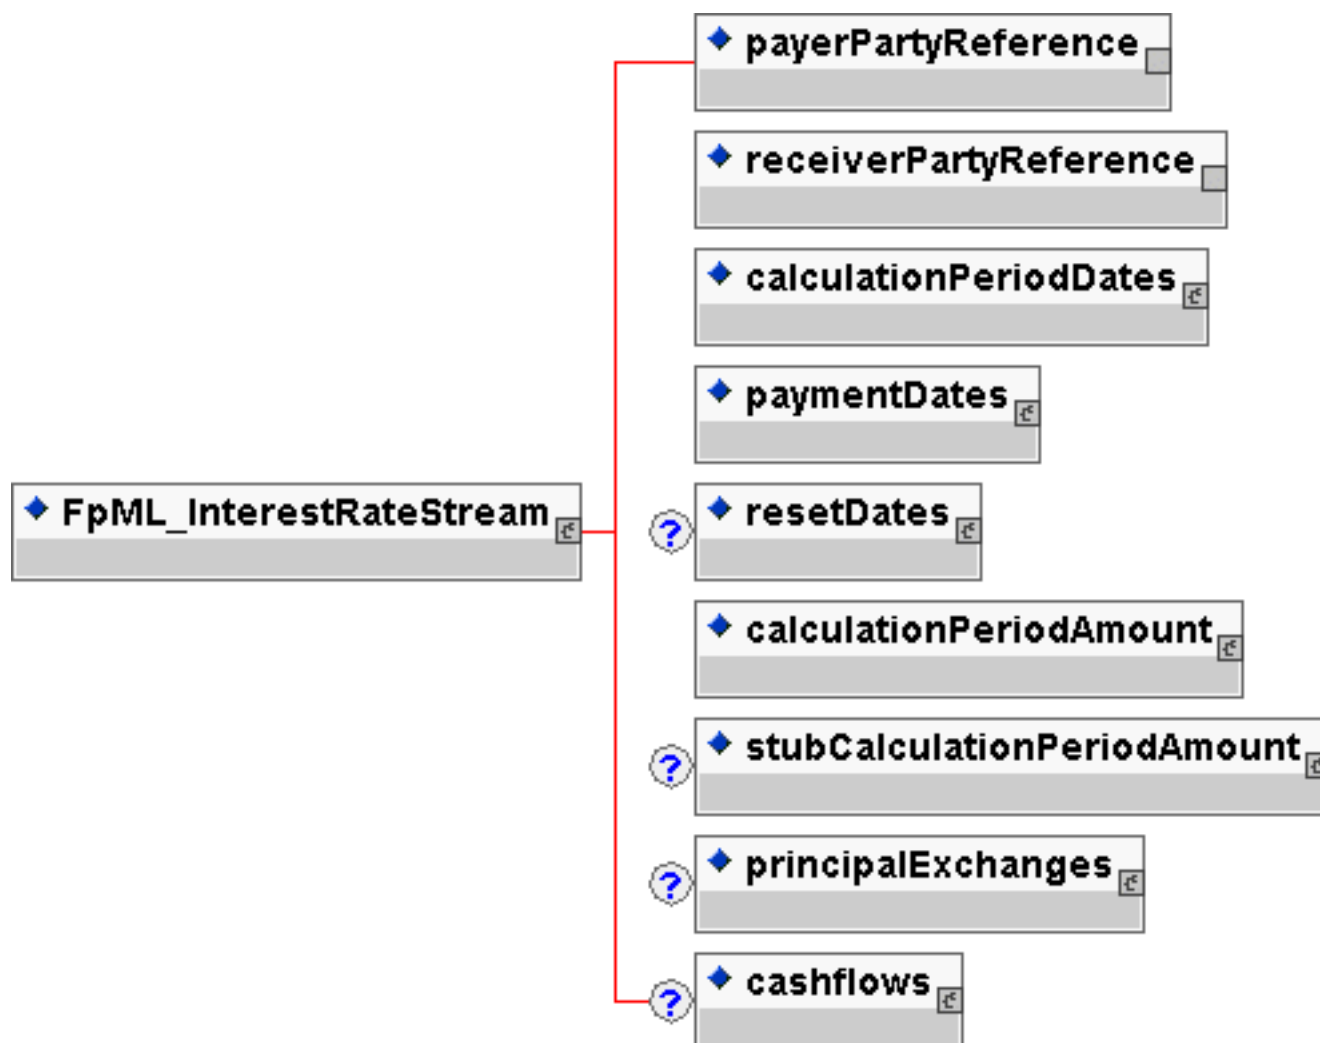 payerPartyReference
receiverPartyReference
calculationPeriodDates
paymentDates
FpML_InterestRateStream
? resetDates
calculationPeriodAmount
? stubCalculationPeriodAmount
? principalExchanges
? cashflows